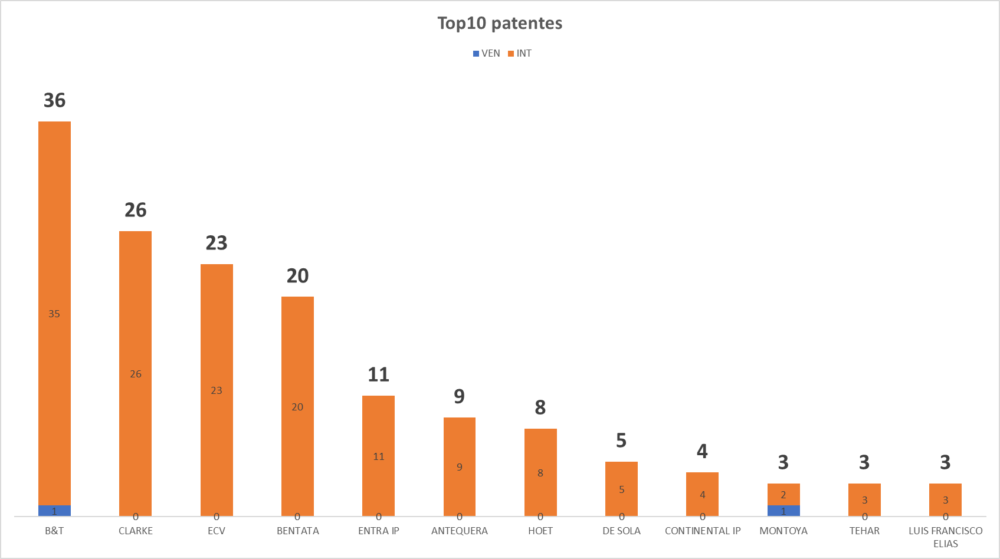 Top10 patentes
VEN INT
36
26
23
20
11
9
8
5
4
3 3 3
35
26
23
20
11
9
8
5
4
2 3 3
1 0 0 0 0 0 0 0 0 1 0 0
B&T CLARKE ECV BENTATA ENTRA IP ANTEQUERA HOET DE SOLA CONTINENTAL IP MONTOYA TEHAR LUIS FRANCISCO
ELIAS